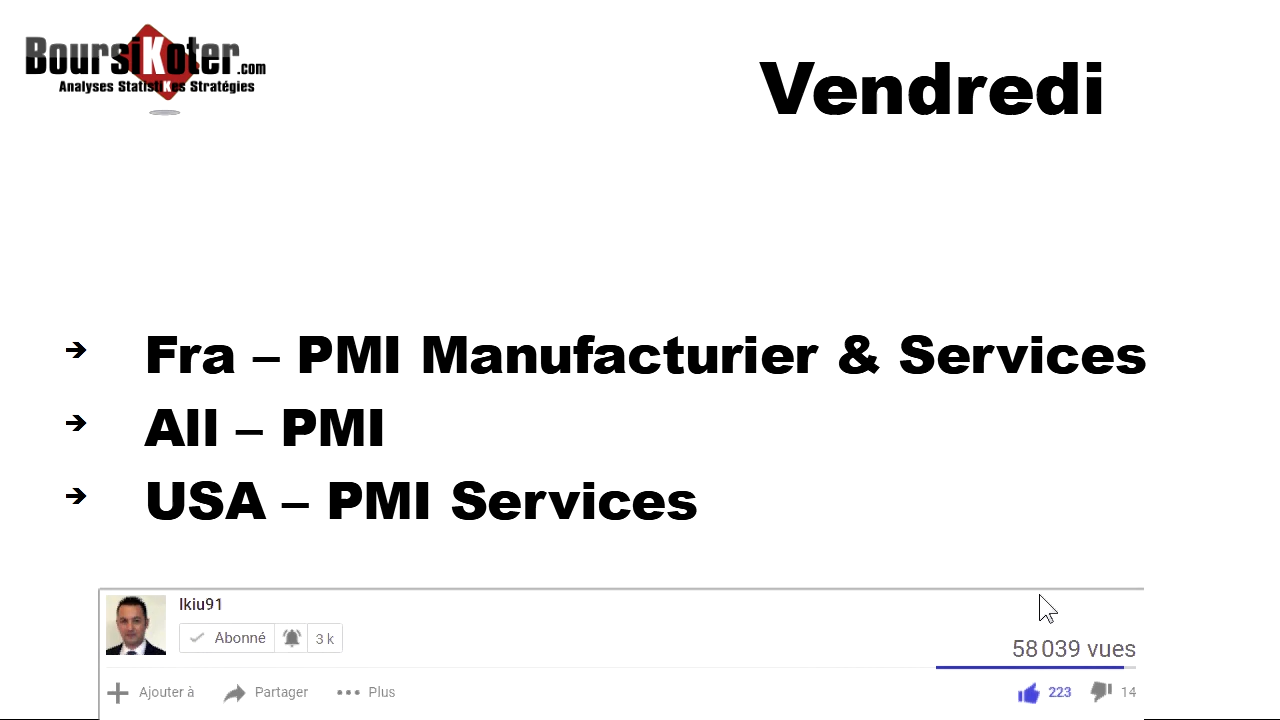 BoursiKoter.com
Analyses StatistiKes Stratégies
Vendredi
Fra – PMI Manufacturier & Services
All – PMI
USA – PMI Services
Ikiu91
Abonné 3 k
58 039 vues
Ajouter à Partager Plus 223 14